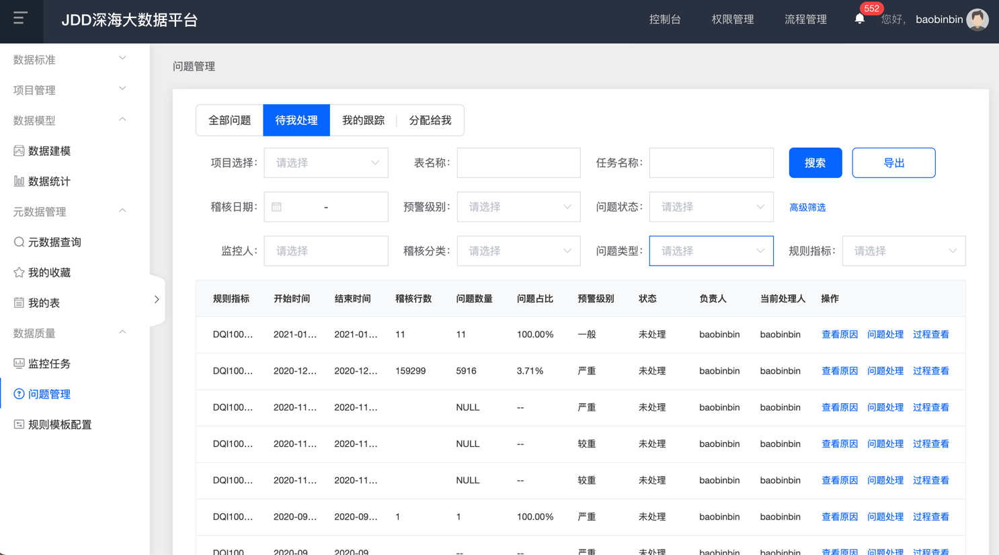 JDD深海大数据平台
控制台 权限管理 流程管理 552 您好, baobinbin
数据标准
项目管理
数据模型
数据建模
数据统计
元数据管理
元数据查询
我的收藏
我的表
数据质量
监控任务
问题管理
规则模板配置
问题管理
全部问题 待我处理 我的跟踪 分配给我
项目选择: 请选择 表名称: 任务名称: 搜索 导出
稽核日期: - 预警级别: 请选择 问题状态: 请选择 高级筛选
监控人: 请选择 稽核分类: 请选择 问题类型: 请选择 规则指标: 请选择
规则指标 开始时间 结束时间 稽核行数 问题数量 问题占比 预警级别 状态 负责人 当前处理人 操作
DQI100... 2021-01... 2021-01... 11 11 100.00% 一般 未处理 baobinbin baobinbin 查看原因 问题处理 过程查看
DQI100... 2020-12... 2020-12... 159299 5916 3.71% 严重 未处理 baobinbin baobinbin 查看原因 问题处理 过程查看
DQI100... 2020-11... 2020-11... NULL -- 严重 未处理 baobinbin baobinbin 查看原因 问题处理 过程查看
DQI100... 2020-11... 2020-11... NULL -- 较重 未处理 baobinbin baobinbin 查看原因 问题处理 过程查看
DQI100... 2020-11... 2020-11... NULL -- 较重 未处理 baobinbin baobinbin 查看原因 问题处理 过程查看
DQI100... 2020-09... 2020-09... 1 1 100.00% 严重 未处理 baobinbin baobinbin 查看原因 问题处理 过程查看
DQI100... 2020-09... 2020-09... -- -- 严重 未处理 baobinbin baobinbin 查看原因 问题处理 过程查看